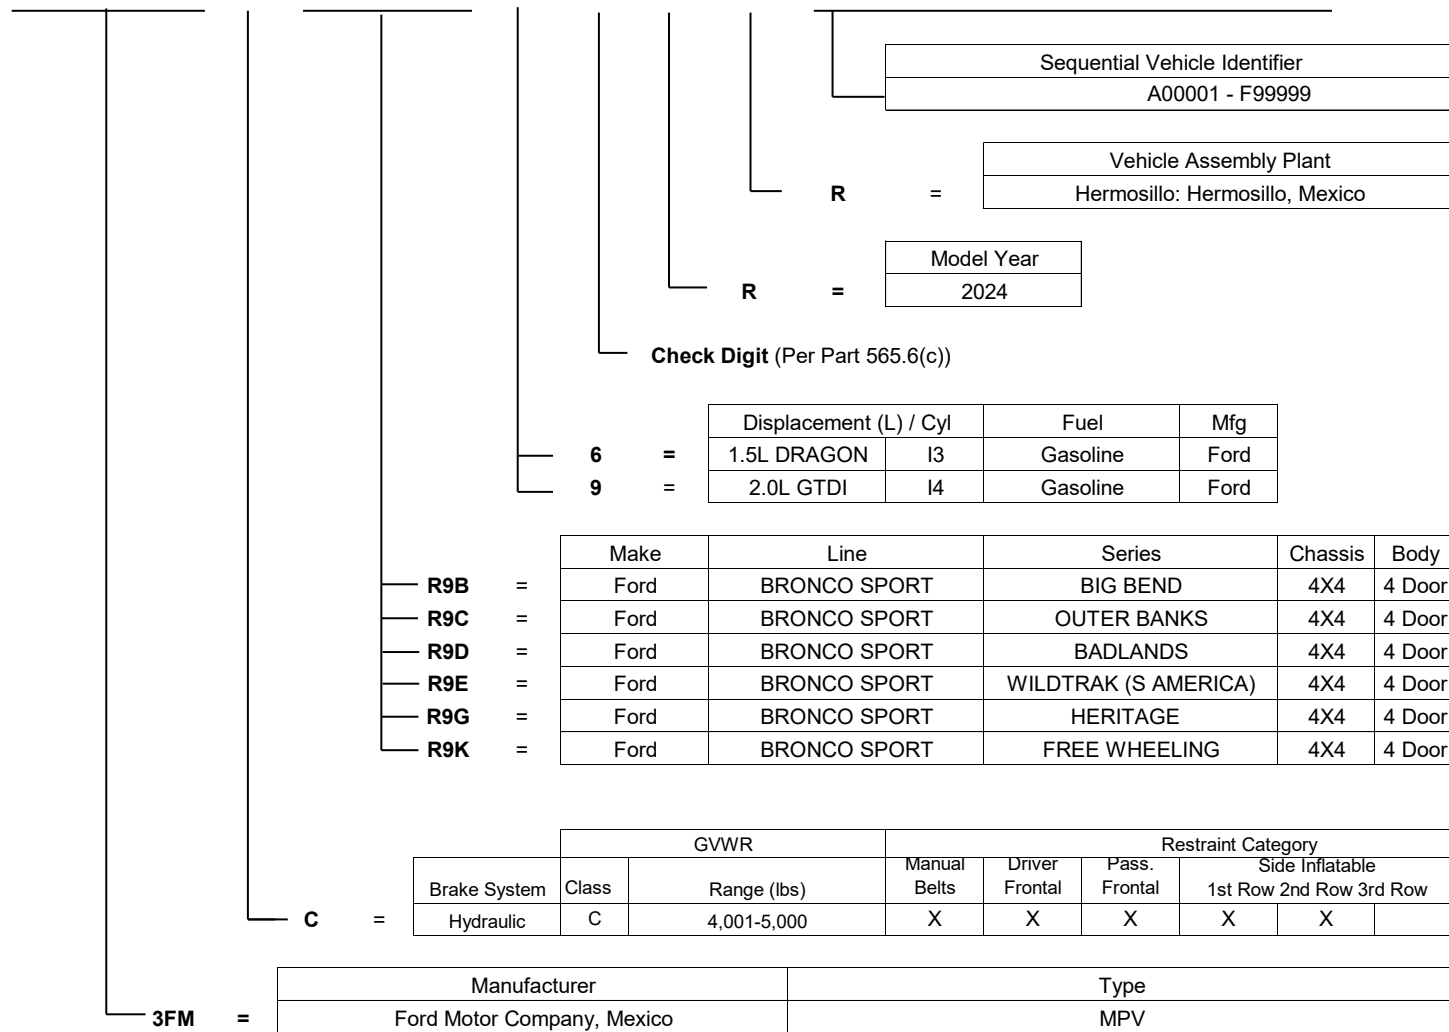 Sequential Vehicle Identifier
A00001 - F99999
Vehicle Assembly Plant
R = Hermosillo: Hermosillo, Mexico
Model Year
R = 2024
Check Digit (Per Part 565.6(c))
Displacement (L) / Cyl Fuel Mfg
6 = 1.5L DRAGON I3 Gasoline Ford
9 = 2.0L GTDI I4 Gasoline Ford
Make Line Series Chassis Body
R9B = Ford BRONCO SPORT BIG BEND 4X4 4 Door
R9C = Ford BRONCO SPORT OUTER BANKS 4X4 4 Door
R9D = Ford BRONCO SPORT BADLANDS 4X4 4 Door
R9E = Ford BRONCO SPORT WILDTRAK (S AMERICA) 4X4 4 Door
R9G = Ford BRONCO SPORT HERITAGE 4X4 4 Door
R9K = Ford BRONCO SPORT FREE WHEELING 4X4 4 Door
GVWR Restraint Category
Manual Driver Pass. Side Inflatable
Brake System Class Range (lbs) Belts Frontal Frontal 1st Row 2nd Row 3rd Row
C = Hydraulic C 4,001-5,000 X X X X X
Manufacturer Type
3FM = Ford Motor Company, Mexico MPV